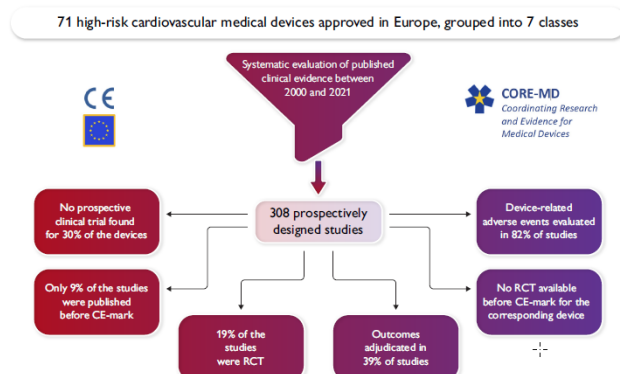 71 high-risk cardiovascular medical devices approved in Europe, grouped into 7 classes
Systematic evaluation of published
clinical evidence between
2000 and 2021
CE
CORE-MD
Coordinating Research
and Evidence for
Medical Devices
No prospective
clinical trial found
for 30% of the devices
308 prospectively
designed studies
Device-related
adverse events evaluated
in 82% of studies
Only 9% of the studies
were published
before CE-mark
No RCT available
before CE-mark for the
corresponding device
19% of the
studies
were RCT
Outcomes
adjudicated in
39% of studies